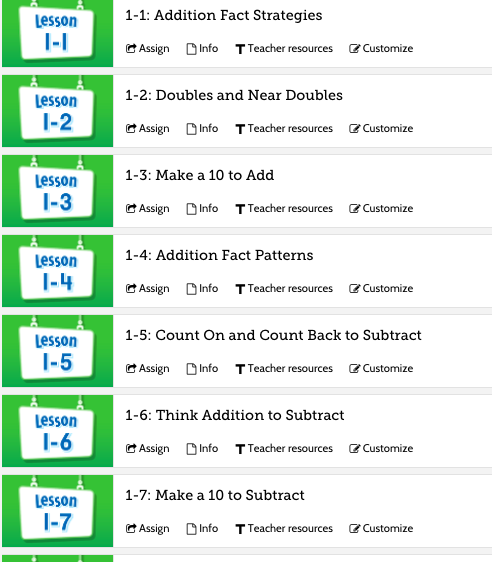 Lesson
1-1
1-1: Addition Fact Strategies
Assign Info Teacher resources Customize
Lesson
1-2
1-2: Doubles and Near Doubles
Assign Info Teacher resources Customize
Lesson
1-3
1-3: Make a 10 to Add
Assign Info Teacher resources Customize
Lesson
1-4
1-4: Addition Fact Patterns
Assign Info Teacher resources Customize
Lesson
1-5
1-5: Count On and Count Back to Subtract
Assign Info Teacher resources Customize
Lesson
1-6
1-6: Think Addition to Subtract
Assign Info Teacher resources Customize
Lesson
1-7
1-7: Make a 10 to Subtract
Assign Info Teacher resources Customize